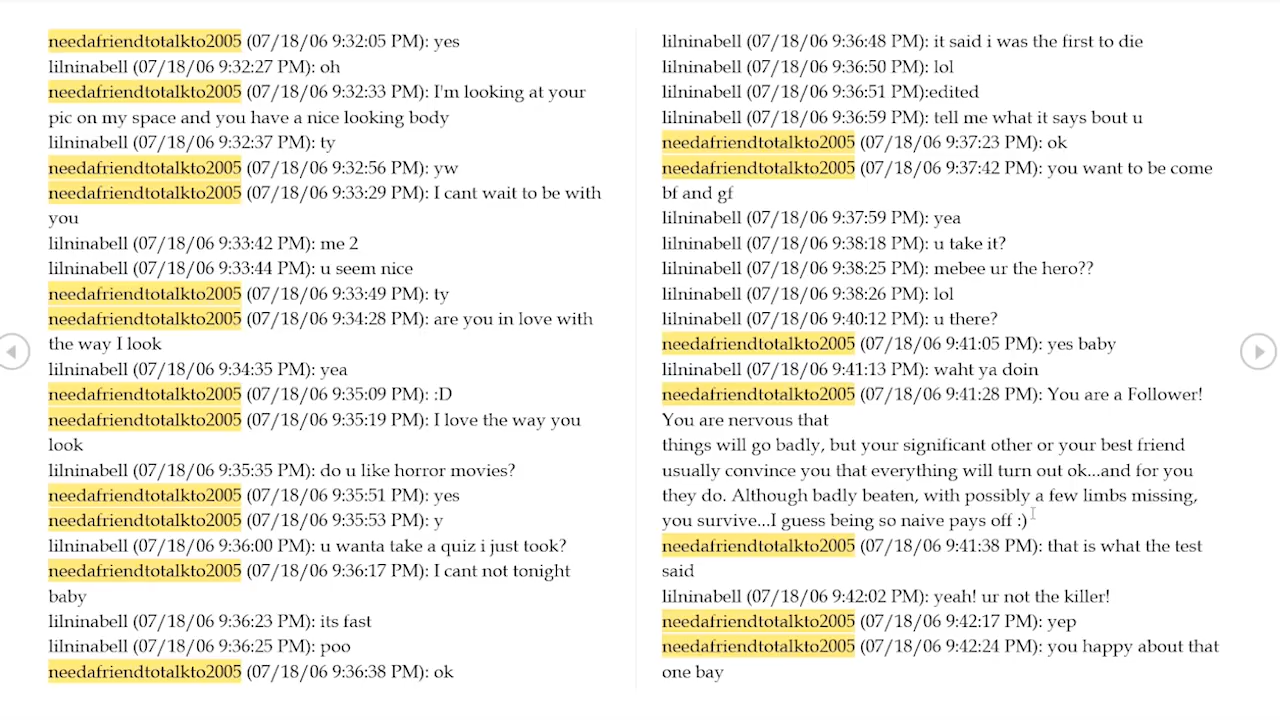 needafriendtotalkto2005 (07/18/06 9:32:05 PM): yes
lilninabell (07/18/06 9:32:27 PM): oh
needafriendtotalkto2005 (07/18/06 9:32:33 PM): I'm looking at your
pic on my space and you have a nice looking body
lilninabell (07/18/06 9:32:37 PM): ty
needafriendtotalkto2005 (07/18/06 9:32:56 PM): yw
needafriendtotalkto2005 (07/18/06 9:33:29 PM): I cant wait to be with
you
lilninabell (07/18/06 9:33:42 PM): me 2
lilninabell (07/18/06 9:33:44 PM): u seem nice
needafriendtotalkto2005 (07/18/06 9:33:49 PM): ty
needafriendtotalkto2005 (07/18/06 9:34:28 PM): are you in love with
the way I look
lilninabell (07/18/06 9:34:35 PM): yea
needafriendtotalkto2005 (07/18/06 9:35:09 PM): :D
needafriendtotalkto2005 (07/18/06 9:35:19 PM): I love the way you
look
lilninabell (07/18/06 9:35:35 PM): do u like horror movies?
needafriendtotalkto2005 (07/18/06 9:35:51 PM): yes
needafriendtotalkto2005 (07/18/06 9:35:53 PM): y
lilninabell (07/18/06 9:36:00 PM): u wanta take a quiz i just took?
needafriendtotalkto2005 (07/18/06 9:36:17 PM): I cant not tonight
baby
lilninabell (07/18/06 9:36:23 PM): its fast
lilninabell (07/18/06 9:36:25 PM): poo
needafriendtotalkto2005 (07/18/06 9:36:38 PM): ok
lilninabell (07/18/06 9:36:48 PM): it said i was the first to die
lilninabell (07/18/06 9:36:50 PM): lol
lilninabell (07/18/06 9:36:51 PM):edited
lilninabell (07/18/06 9:36:59 PM): tell me what it says bout u
needafriendtotalkto2005 (07/18/06 9:37:23 PM): ok
needafriendtotalkto2005 (07/18/06 9:37:42 PM): you want to be come
bf and gf
lilninabell (07/18/06 9:37:59 PM): yea
lilninabell (07/18/06 9:38:18 PM): u take it?
lilninabell (07/18/06 9:38:25 PM): mebee ur the hero??
lilninabell (07/18/06 9:38:26 PM): lol
lilninabell (07/18/06 9:40:12 PM): u there?
needafriendtotalkto2005 (07/18/06 9:41:05 PM): yes baby
lilninabell (07/18/06 9:41:13 PM): waht ya doin
needafriendtotalkto2005 (07/18/06 9:41:28 PM): You are a Follower!
You are nervous that
things will go badly, but your significant other or your best friend
usually convince you that everything will turn out ok...and for you
they do. Although badly beaten, with possibly a few limbs missing,
you survive...I guess being so naive pays off :)
needafriendtotalkto2005 (07/18/06 9:41:38 PM): that is what the test
said
lilninabell (07/18/06 9:42:02 PM): yeah! ur not the killer!
needafriendtotalkto2005 (07/18/06 9:42:17 PM): yep
needafriendtotalkto2005 (07/18/06 9:42:24 PM): you happy about that
one bay